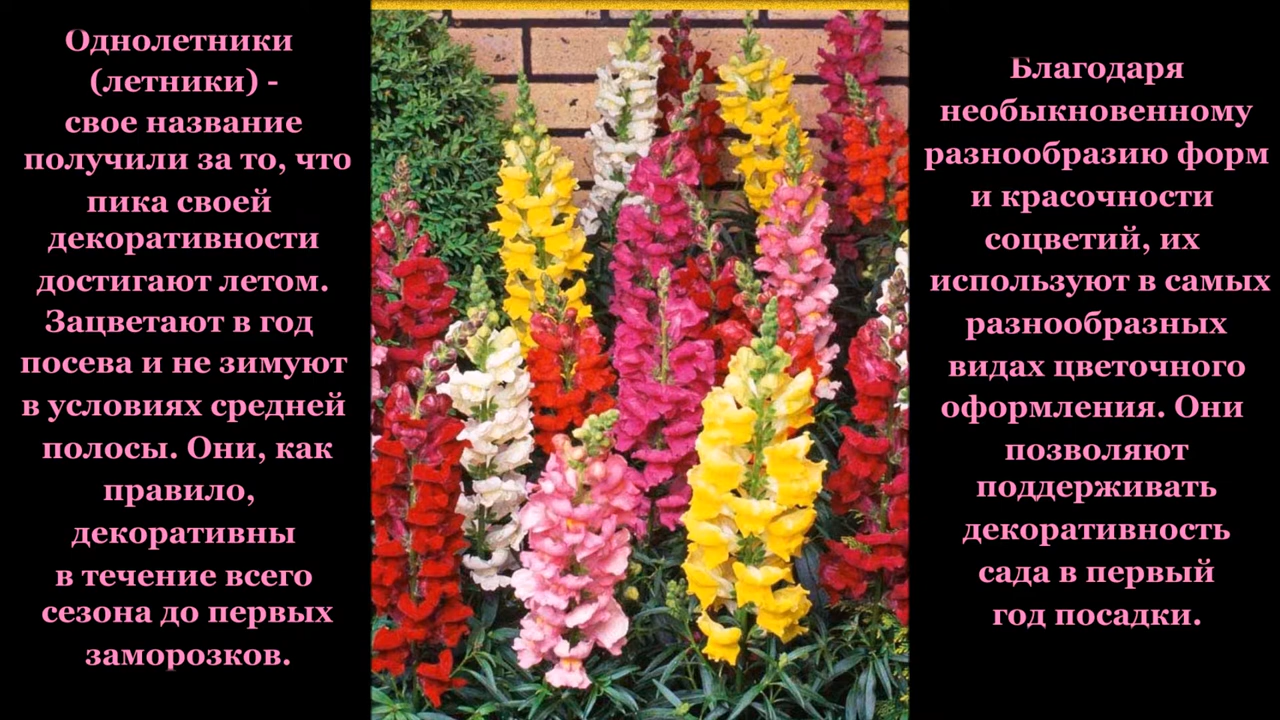 Однолетники
(летники) -
свое название
получили за то, что
пика своей
декоративности
достигают летом.
Зацветают в год
посева и не зимуют
в условиях средней
полосы. Они, как
правило,
декоративны
в течение всего
сезона до первых
заморозков.
Благодаря
необыкновенному
разнообразию форм
и красочности
соцветий, их
используют в самых
разнообразных
видах цветочного
оформления. Они
позволяют
поддерживать
декоративность
сада в первый
год посадки.